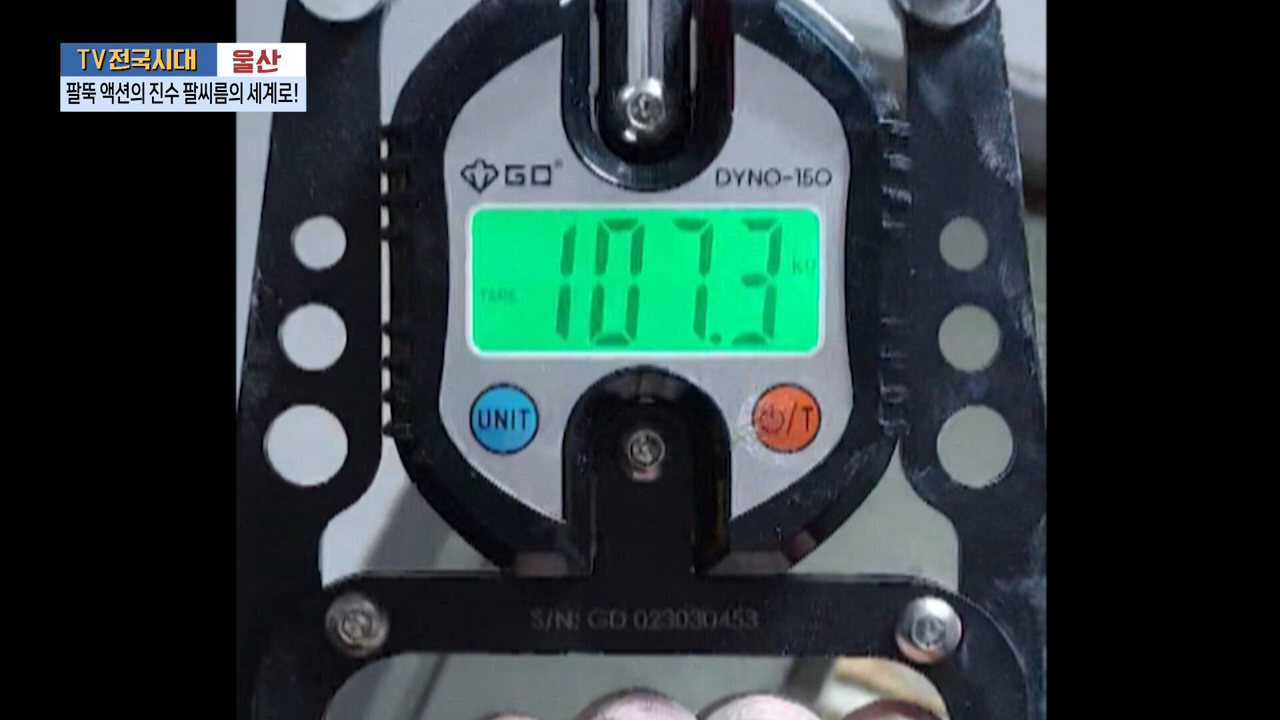 TV전국시대 울산
팔뚝 액션의 진수 팔씨름의 세계로!
GD® DYNO-150
107.3 KG
TARE
UNIT /T
S/N: GD 023030453